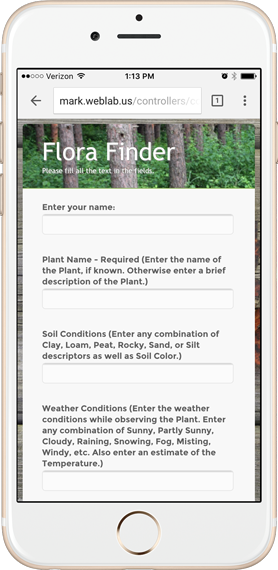 Verizon 1:13 PM
mark.weblab.us/controllers/ 1
Flora Finder
Please fill all the text in the fields.
Enter your name:
Plant Name - Required (Enter the name
of the Plant, if known. Otherwise enter a brief
description of the Plant.)
Soil Conditions (Enter any combination of
Clay, Loam, Peat, Rocky, Sand, or Silt
descriptors as well as Soil Color.)
Weather Conditions (Enter the weather
conditions while observing the Plant. Enter
any combination of Sunny, Partly Sunny,
Cloudy, Raining, Snowing, Fog, Misting,
Windy, etc. Also enter an estimate of the
Temperature.)